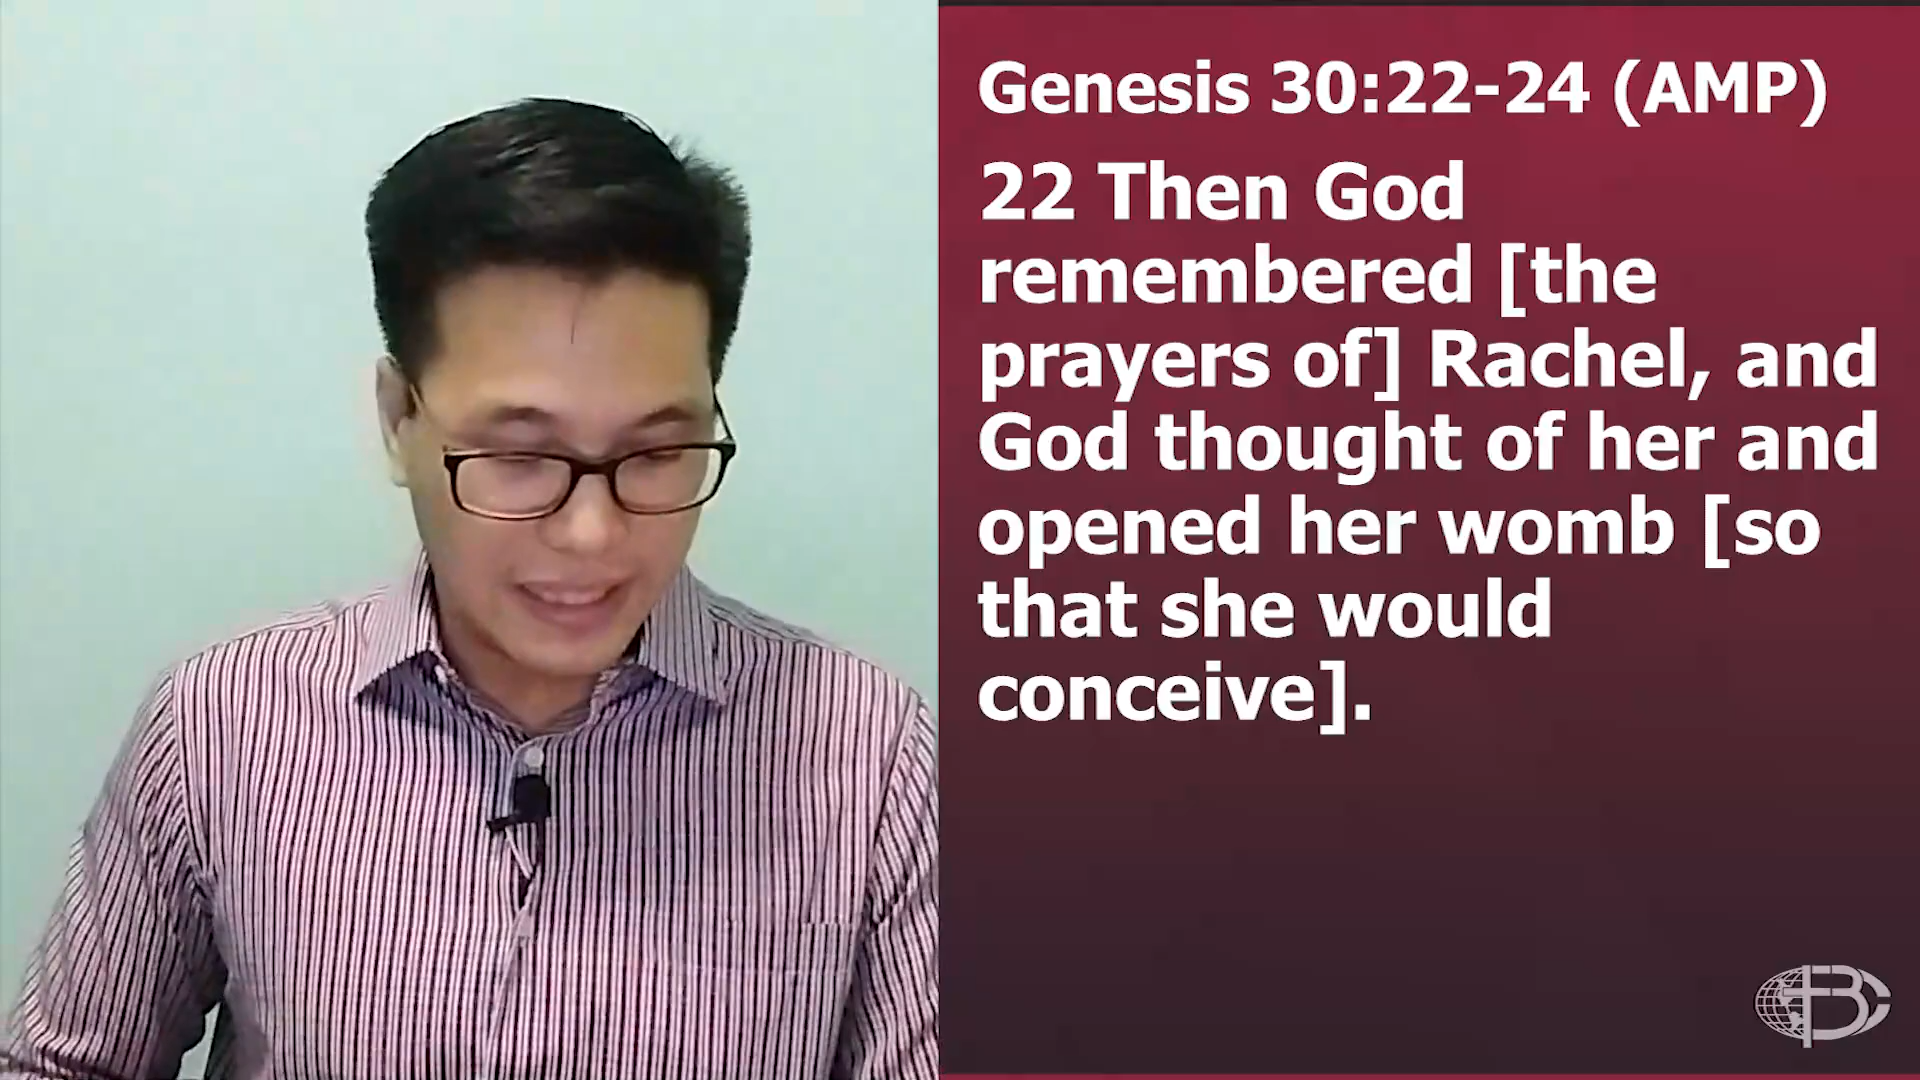 Genesis 30:22-24 (AMP)
22 Then God
remembered [the
prayers of] Rachel, and
God thought of her and
opened her womb [so
that she would
conceive].
BC